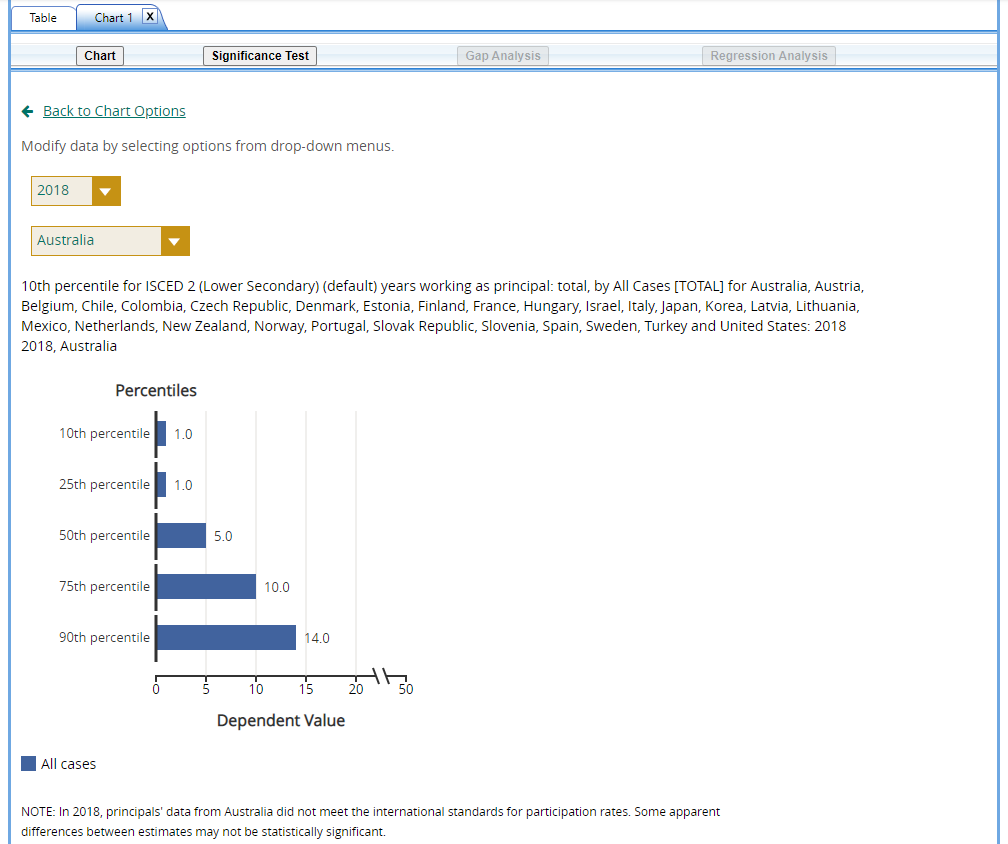 Table
Chart 1 X
Chart
Significance Test
Gap Analysis
Regression Analysis
Back to Chart Options
Modify data by selecting options from drop-down menus.
2018
Australia
10th percentile for ISCED 2 (Lower Secondary) (default) years working as principal: total, by All Cases [TOTAL] for Australia, Austria,
Belgium, Chile, Colombia, Czech Republic, Denmark, Estonia, Finland, France, Hungary, Israel, Italy, Japan, Korea, Latvia, Lithuania,
Mexico, Netherlands, New Zealand, Norway, Portugal, Slovak Republic, Slovenia, Spain, Sweden, Turkey and United States: 2018
2018, Australia
Percentiles
10th percentile 1.0
25th percentile 1.0
50th percentile 5.0
75th percentile 10.0
90th percentile 14.0
0 5 10 15 20 50
Dependent Value
All cases
NOTE: In 2018, principals' data from Australia did not meet the international standards for participation rates. Some apparent
differences between estimates may not be statistically significant.